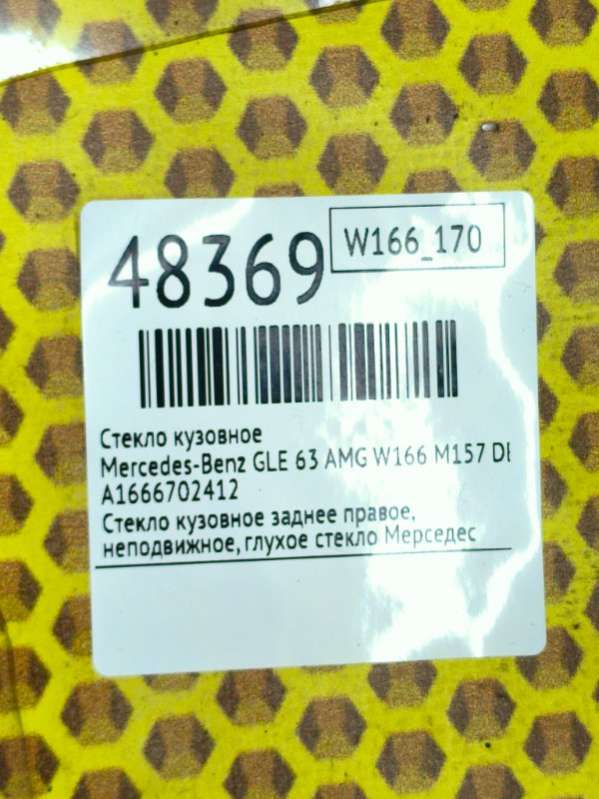 48369
W166_170
Стекло кузовное
Mercedes-Benz GLE 63 AMG W166 M157 
A1666702412
Стекло кузовное заднее правое,
неподвижное, глухое стекло Мерседес